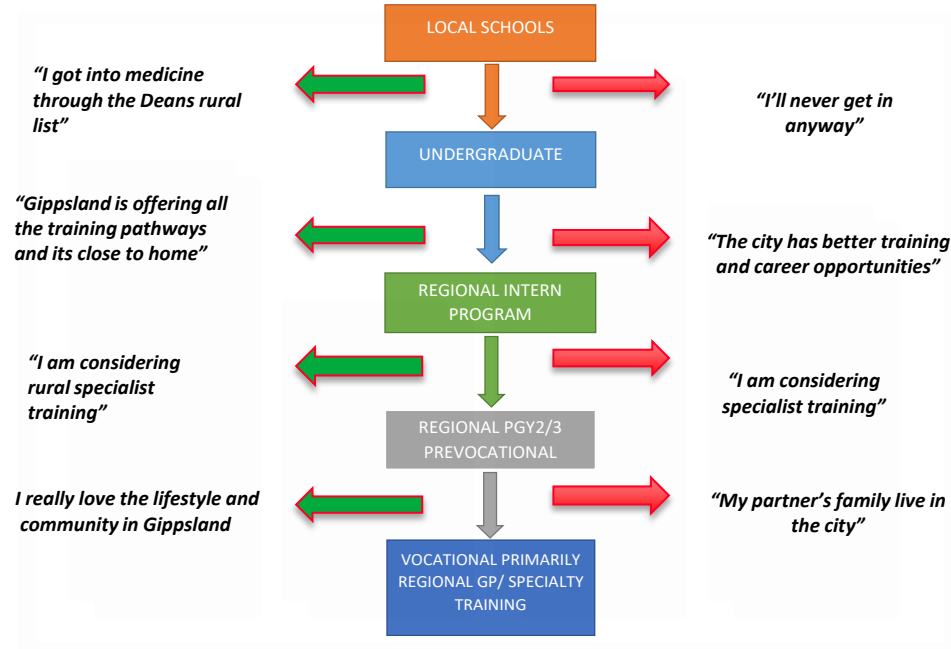 LOCAL SCHOOLS
“I got into medicine
through the Deans rural
list”
“I’ll never get in
anyway”
UNDERGRADUATE
“Gippsland is offering all
the training pathways
and its close to home”
“The city has better training
and career opportunities”
REGIONAL INTERN
PROGRAM
“I am considering
rural specialist
training”
“I am considering
specialist training”
REGIONAL PGY2/3
PREVOCATIONAL
I really love the lifestyle and
community in Gippsland
“My partner’s family live in
the city”
VOCATIONAL PRIMARILY
REGIONAL GP/ SPECIALTY
TRAINING